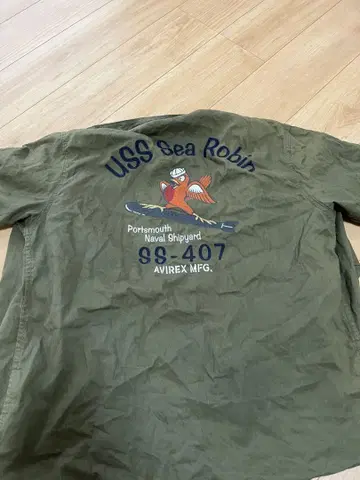 USS Sea Robin
Portsmouth
Naval Shipyard
SS-407
AVIREX MFG.